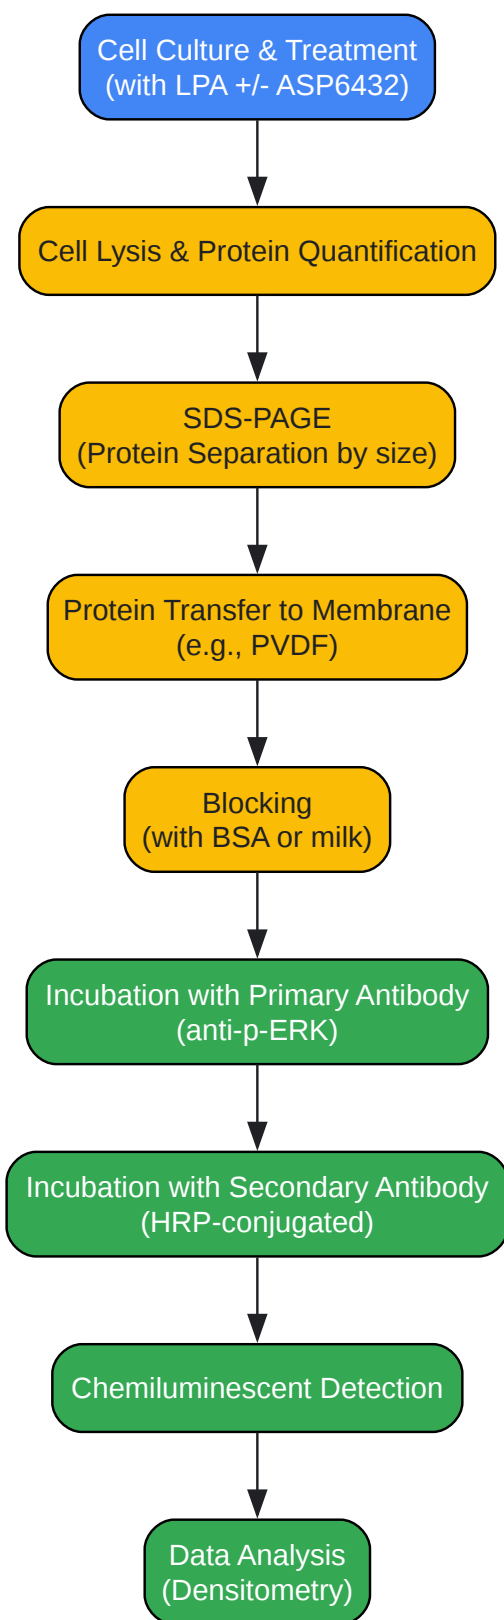 Cell Culture & Treatment
(with LPA +/- ASP6432)
Cell Lysis & Protein Quantification
SDS-PAGE
(Protein Separation by size)
Protein Transfer to Membrane
(e.g., PVDF)
Blocking
(with BSA or milk)
Incubation with Primary Antibody
(anti-p-ERK)
Incubation with Secondary Antibody
(HRP-conjugated)
Chemiluminescent Detection
Data Analysis
(Densitometry)